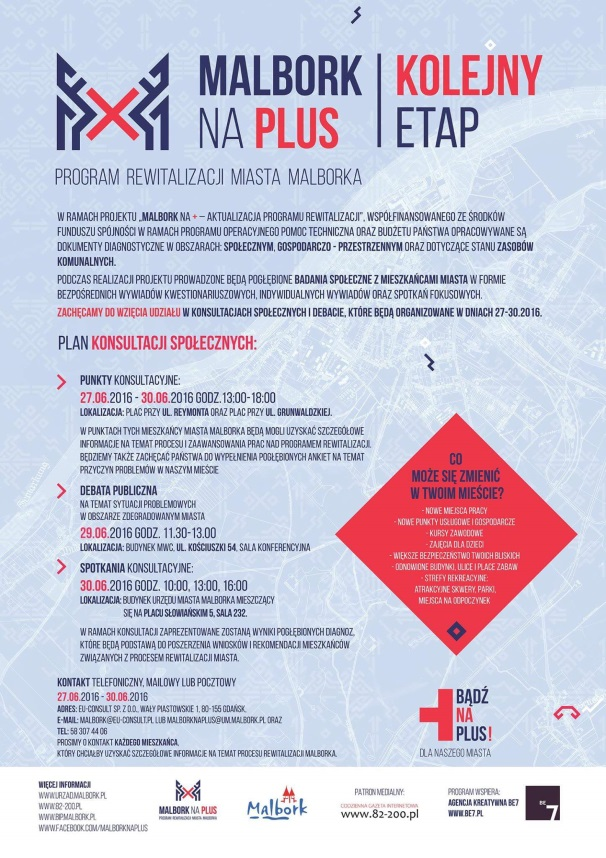 MALBORK
NA PLUS
KOLEJNY
ETAP
PROGRAM REWITALIZACJI MIASTA MALBORKA
W RAMACH PROJEKTU „MALBORK NA + – AKTUALIZACJA PROGRAMU REWITALIZACJI”, WSPÓŁFINANSOWANEGO ZE ŚRODKÓW
FUNDUSZU SPÓJNOŚCI W RAMACH PROGRAMU OPERACYJNEGO POMOC TECHNICZNA ORAZ BUDŻETU PAŃSTWA OPRACOWYWANE SĄ
DOKUMENTY DIAGNOSTYCZNE W OBSZARACH: SPOŁECZNYM, GOSPODARCZO - PRZESTRZENNYM ORAZ DOTYCZĄCE STANU ZASOBÓW
KOMUNALNYCH.
PODCZAS REALIZACJI PROJEKTU PROWADZONE BĘDĄ POGŁĘBIONE BADANIA SPOŁECZNE Z MIESZKAŃCAMI MIASTA W FORMIE
BEZPOŚREDNICH WYWIADÓW KWESTIONARIUSZOWYCH, INDYWIDUALNYCH WYWIADÓW ORAZ SPOTKAŃ FOKUSOWYCH.
ZACHĘCAMY DO WZIĘCIA UDZIAŁU W KONSULTACJACH SPOŁECZNYCH I DEBACIE, KTÓRE BĘDĄ ORGANIZOWANE W DNIACH 27-30.2016.
PLAN KONSULTACJI SPOŁECZNYCH:
PUNKTY KONSULTACYJNE:
27.06.2016 - 30.06.2016 GODZ.13:00-18:00
LOKALIZACJA: PLAC PRZY UL. REYMONTA ORAZ PLAC PRZY UL. GRUNWALDZKIEJ.
W PUNKTACH TYCH MIESZKAŃCY MIASTA MALBORKA BĘDĄ MOGLI UZYSKAĆ SZCZEGÓŁOWE
INFORMACJE NA TEMAT PROCESU I ZAAWANSOWANIA PRAC NAD PROGRAMEM REWITALIZACJI.
BĘDZIEMY TAKŻE ZACHĘCAĆ PAŃSTWA DO WYPEŁNIENIA POGŁĘBIONYCH ANKIET NA TEMAT
PRZYCZYN PROBLEMÓW W NASZYM MIEŚCIE
DEBATA PUBLICZNA
NA TEMAT SYTUACJI PROBLEMOWYCH
W OBSZARZE ZDEGRADOWANYM MIASTA
29.06.2016 GODZ. 11.30-13.00
LOKALIZACJA: BUDYNEK MWC, UL. KOŚCIUSZKI 54, SALA KONFERENCYJNA
SPOTKANIA KONSULTACYJNE:
30.06.2016 GODZ. 10:00, 13:00, 16:00
LOKALIZACJA: BUDYNEK URZĘDU MIASTA MALBORKA MIESZCZĄCY
SIĘ NA PLACU SŁOWIAŃSKIM 5, SALA 232.
W RAMACH KONSULTACJI ZAPREZENTOWANE ZOSTANĄ WYNIKI POGŁĘBIONYCH DIAGNOZ,
KTÓRE BĘDĄ PODSTAWĄ DO POSZERZENIA WNIOSKÓW I REKOMENDACJI MIESZKAŃCÓW
ZWIĄZANYCH Z PROCESEM REWITALIZACJI MIASTA.
CO
MOŻE SIĘ ZMIENIĆ
W TWOIM MIEŚCIE?
- NOWE MIEJSCA PRACY
- NOWE PUNKTY USŁUGOWE I GOSPODARCZE
- KURSY ZAWODOWE
- ZAJĘCIA DLA DZIECI
- WIĘKSZE BEZPIECZEŃSTWO TWOICH BLISKICH
- ODNOWIONE BUDYNKI, ULICE I PLACE ZABAW
- STREFY REKREACYJNE:
ATRAKCYJNE SKWERY, PARKI,
MIEJSCA NA ODPOCZYNEK
KONTAKT TELEFONICZNY, MAILOWY LUB POCZTOWY
27.06.2016 - 30.06.2016
ADRES: EU-CONSULT SP. Z O.O., WAŁY PIASTOWSKIE 1, 80-155 GDAŃSK,
E-MAIL: MALBORK@EU-CONSULT.PL LUB MALBORKNAPLUS@UM.MALBORK.PL ORAZ
TEL: 58 307 44 06
PROSIMY O KONTAKT KAŻDEGO MIESZKAŃCA,
KTÓRY CHCIAŁBY UZYSKAĆ SZCZEGÓŁOWE INFORMACJE NA TEMAT PROCESU REWITALIZACJI MALBORKA.
BĄDŹ
NA
PLUS!
DLA NASZEGO MIASTA
WIĘCEJ INFORMACJI
WWW.URZAD.MALBORK.PL
WWW.82-200.PL
WWW.BIP.MALBORK.PL
WWW.FACEBOOK.COM/MALBORKNAPLUS
MALBORK NA PLUS
PROGRAM REWITALIZACJI MIASTA MALBORKA
Malbork
PATRON MEDIALNY:
CODZIENNA GAZETA INTERNETOWA
www.82-200.pl
PROGRAM WSPIERA:
AGENCJA KREATYWNA BE7
WWW.BE7.PL
BE
7